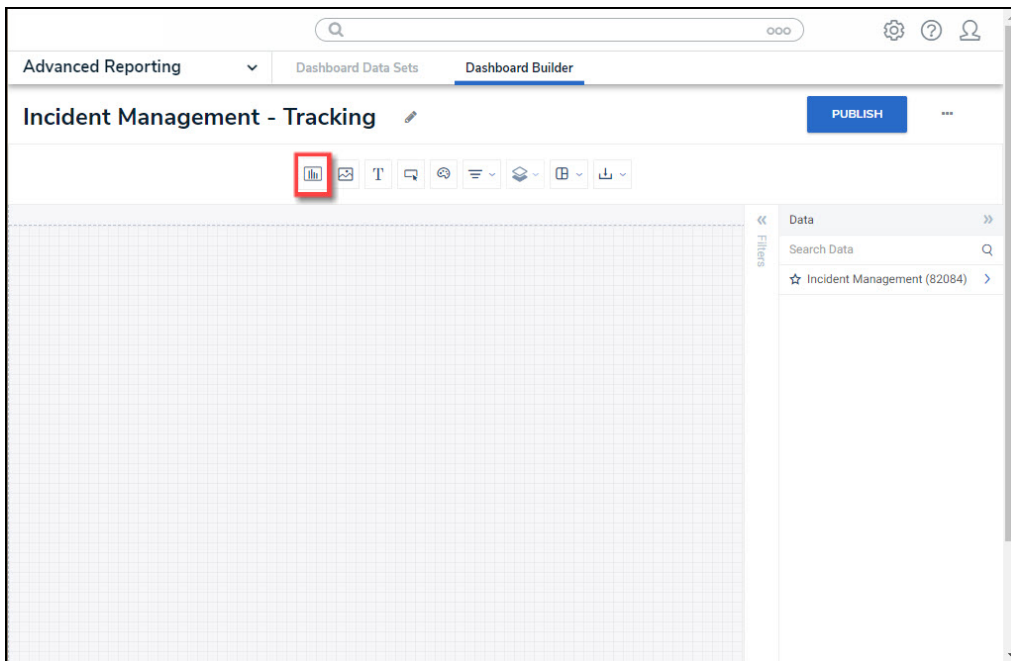 Advanced Reporting
Dashboard Data Sets
Dashboard Builder
Incident Management - Tracking
PUBLISH
T
Filters
Data
Search Data
Incident Management (82084)